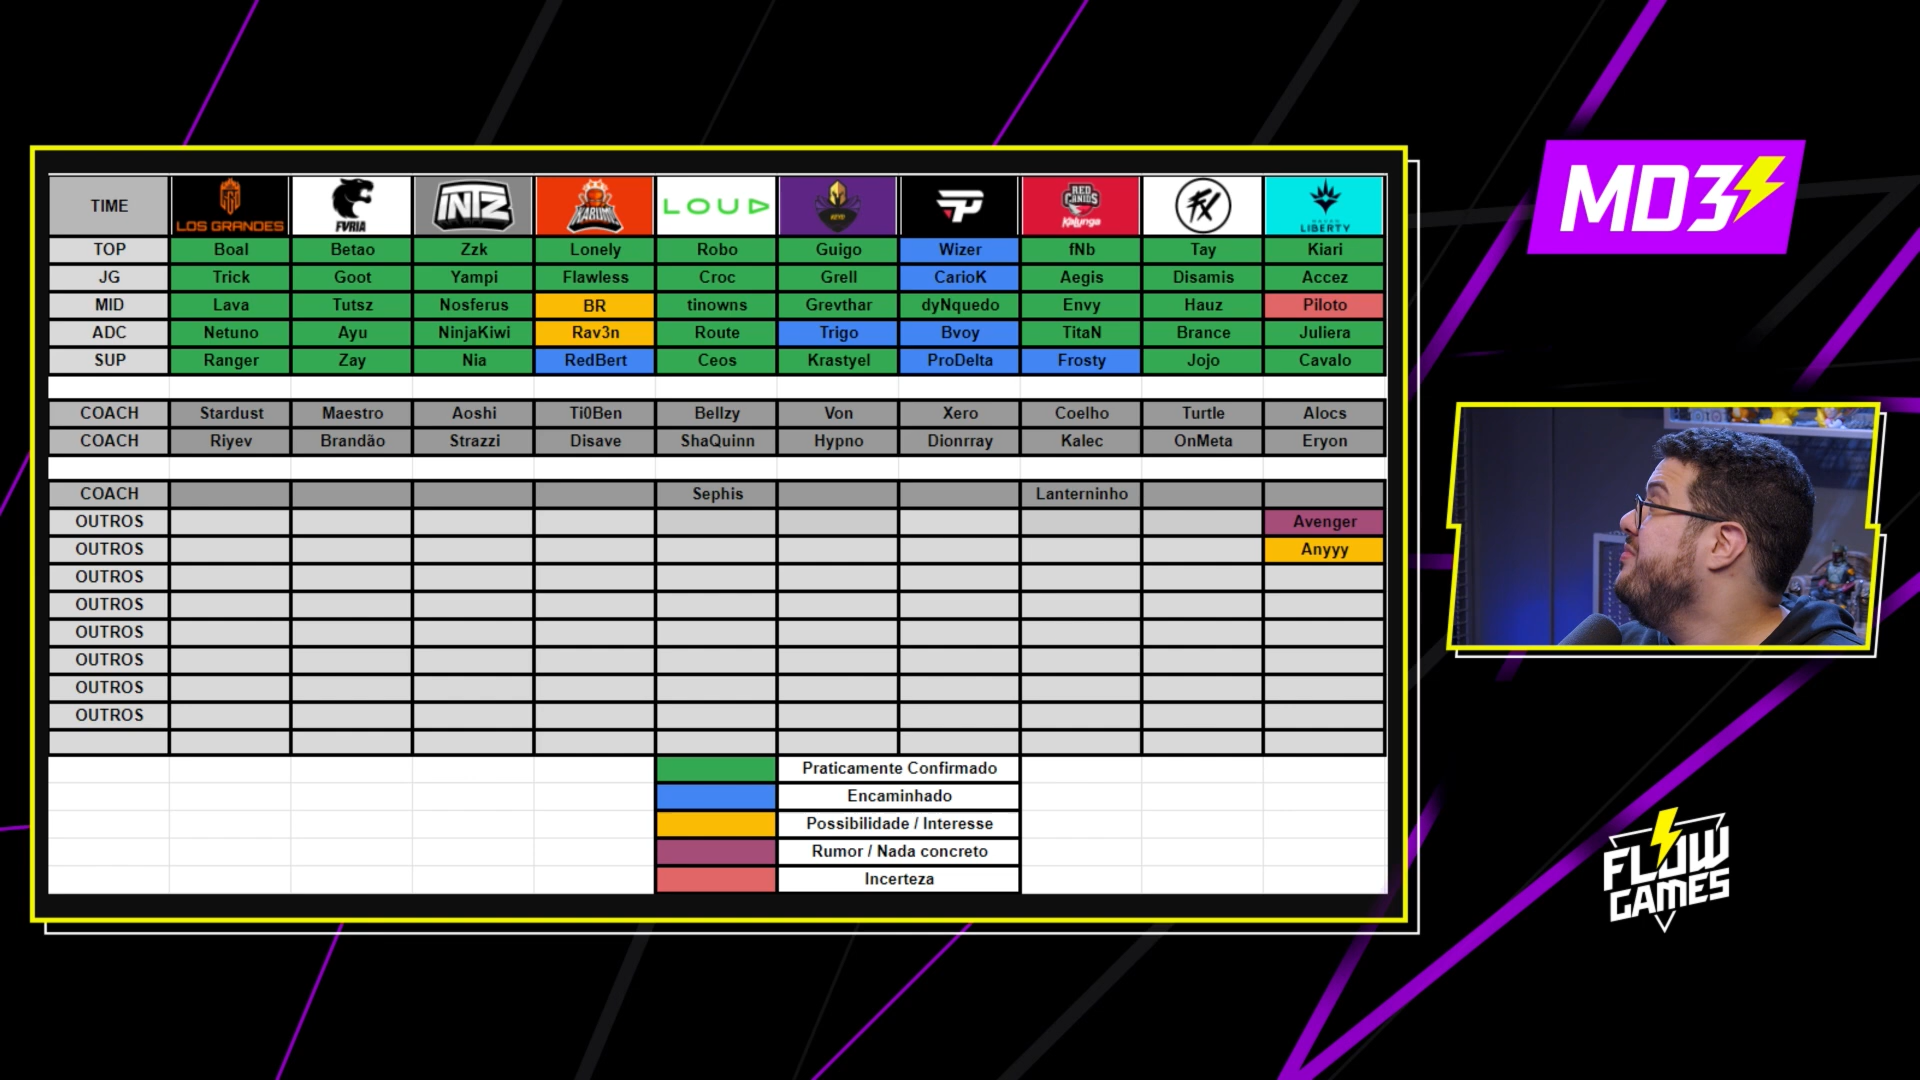 TIME LOS GRANDES FVRIA INTZ KABUM! LOUD KEYD RED CANIDS Kalunga FX LIBERTY
TOP Boal Betao Zzk Lonely Robo Guigo Wizer fNb Tay Kiari
JG Trick Goot Yampi Flawless Croc Grell CarioK Aegis Disamis Accez
MID Lava Tutsz Nosferus BR tinowns Grevthar dyNquedo Envy Hauz Piloto
ADC Netuno Ayu NinjaKiwi Rav3n Route Trigo Bvoy TitaN Brance Juliera
SUP Ranger Zay Nia RedBert Ceos Krastyel ProDelta Frosty Jojo Cavalo
COACH Stardust Maestro Aoshi Ti0Ben Bellzy Von Xero Coelho Turtle Alocs
COACH Riyev Brandão Strazzi Disave ShaQuinn Hypno Dionrray Kalec OnMeta Eryon
COACH Sephis Lanterninho
OUTROS Avenger
OUTROS Anyyy
OUTROS
OUTROS
OUTROS
OUTROS
OUTROS
OUTROS
Praticamente Confirmado
Encaminhado
Possibilidade / Interesse
Rumor / Nada concreto
Incerteza
MD3
FLOW
GAMES